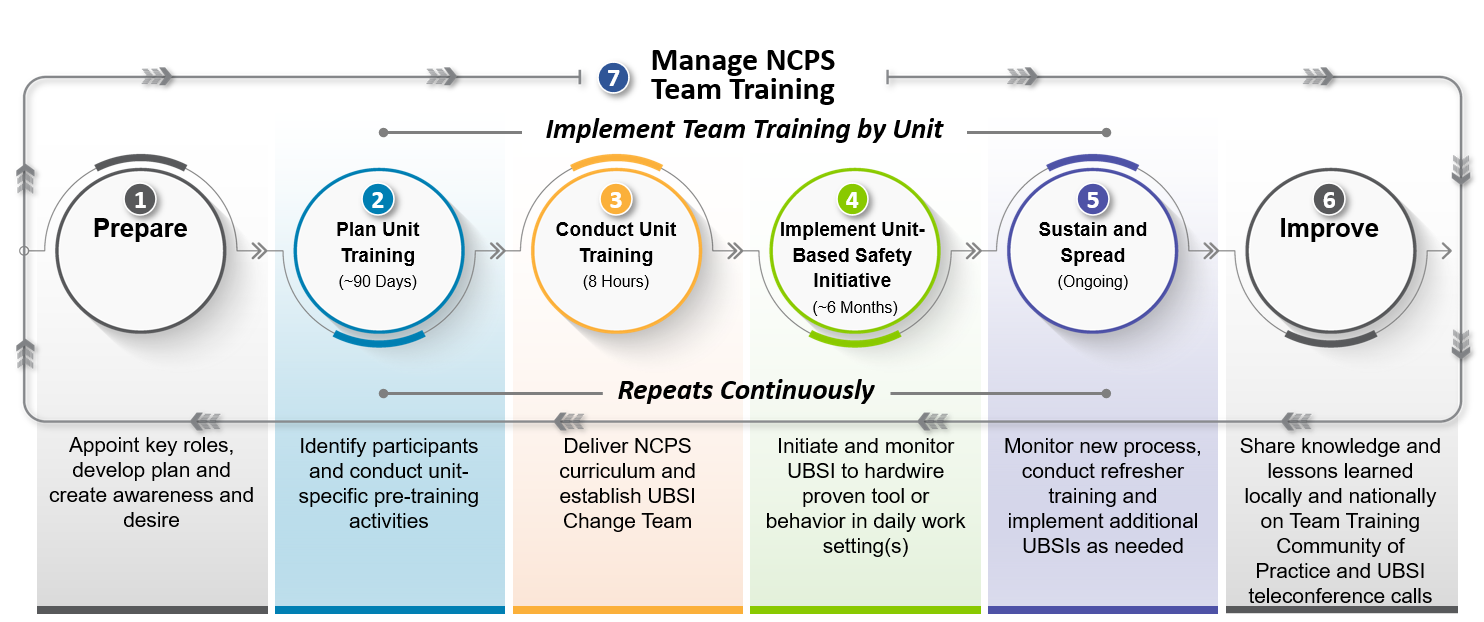 7
Manage NCPS
Team Training
Implement Team Training by Unit
1
Prepare
2
Plan Unit
Training
(~90 Days)
3
Conduct Unit
Training
(8 Hours)
4
Implement Unit-
Based Safety
Initiative
(~6 Months)
5
Sustain and
Spread
(Ongoing)
6
Improve
Repeats Continuously
Appoint key roles,
develop plan and
create awareness and
desire
Identify participants
and conduct unit-
specific pre-training
activities
Deliver NCPS
curriculum and
establish UBSI
Change Team
Initiate and monitor
UBSI to hardwire
proven tool or
behavior in daily work
setting(s)
Monitor new process,
conduct refresher
training and
implement additional
UBSIs as needed
Share knowledge and
lessons learned
locally and nationally
on Team Training
Community of
Practice and UBSI
teleconference calls